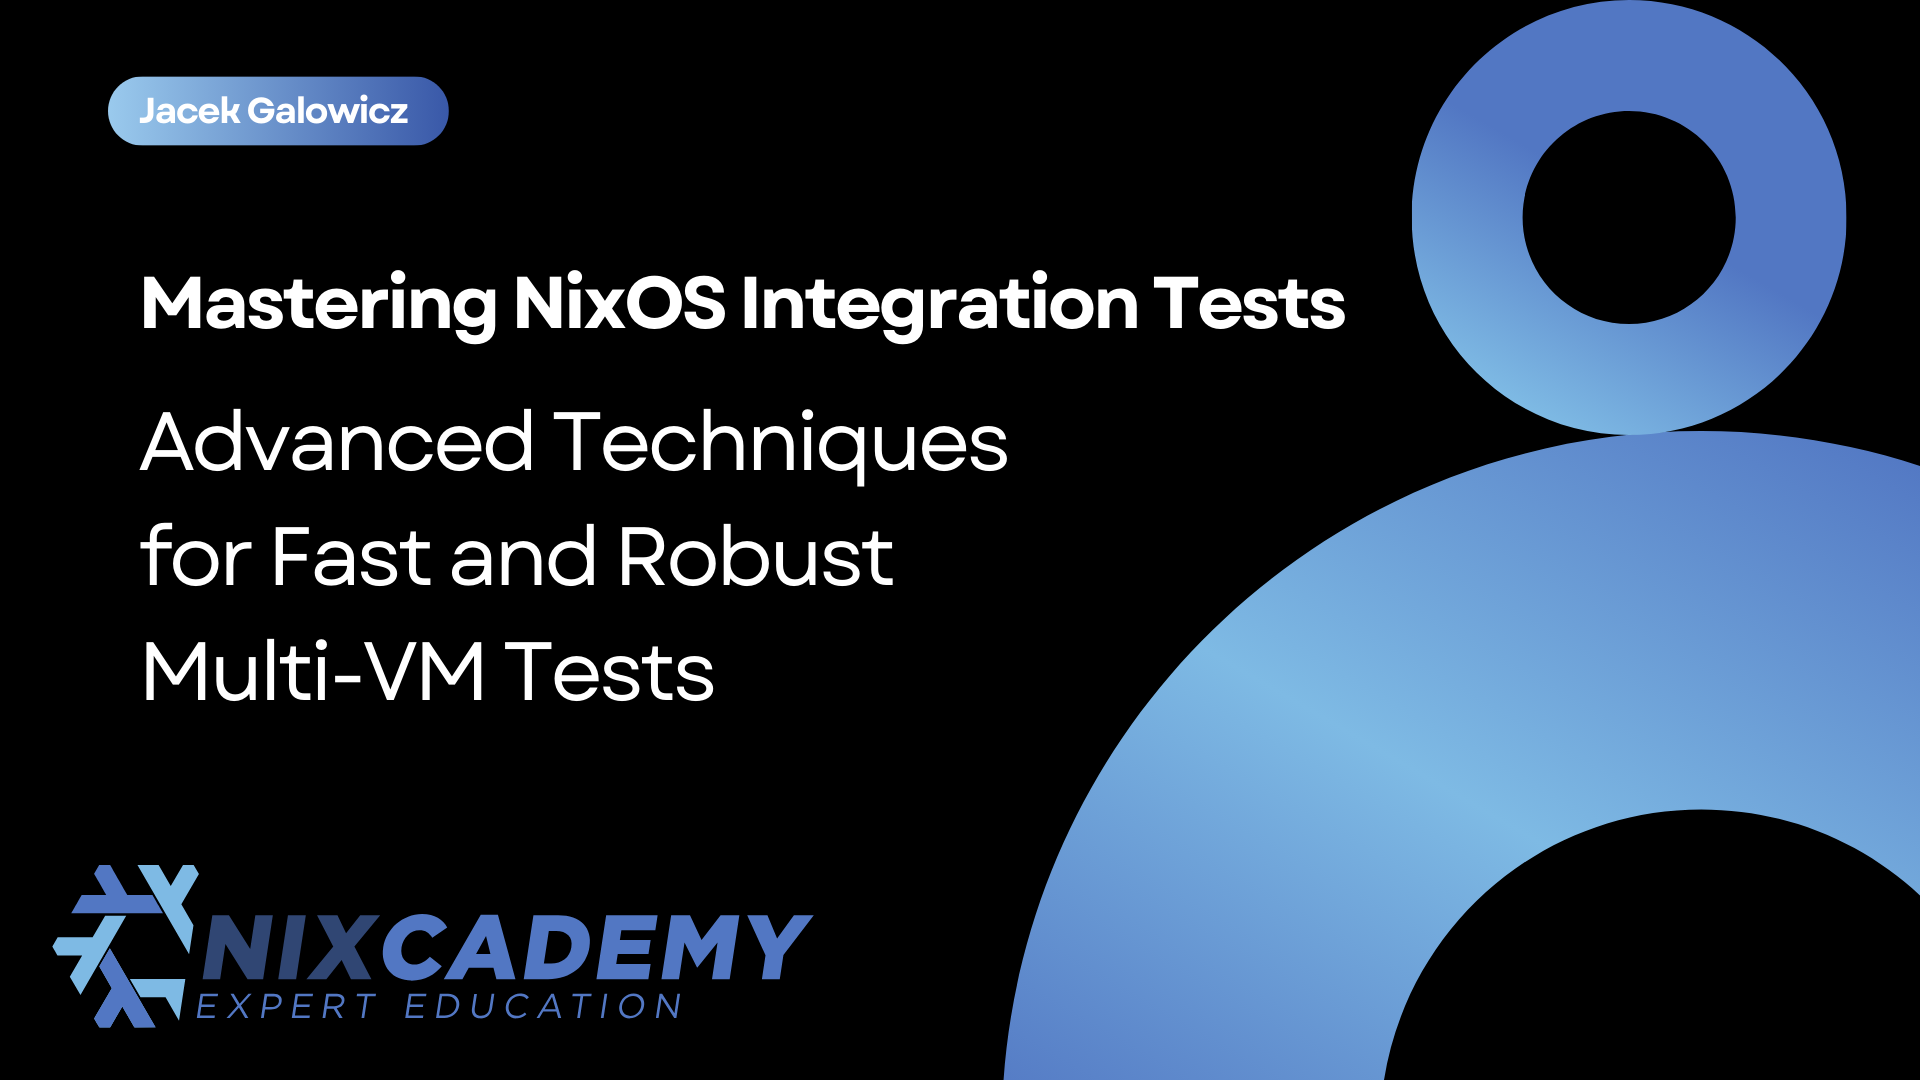 Jacek Galowicz
Mastering NixOS Integration Tests
Advanced Techniques
for Fast and Robust
Multi-VM Tests
NIXCADEMY
EXPERT EDUCATION